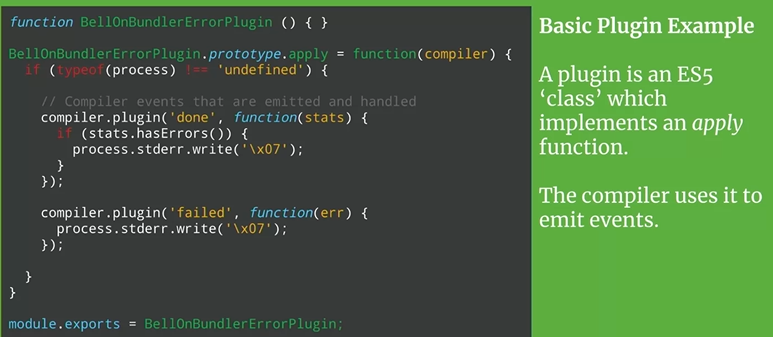 function BellOnBundlerErrorPlugin () { }
BellOnBundlerErrorPlugin.prototype.apply = function(compiler) {
if (typeof(process) !== 'undefined') {
// Compiler events that are emitted and handled
compiler.plugin('done', function(stats) {
if (stats.hasErrors()) {
process.stderr.write('\x07');
}
});
compiler.plugin('failed', function(err) {
process.stderr.write('\x07');
});
}
}
module.exports = BellOnBundlerErrorPlugin;
Basic Plugin Example
A plugin is an ES5
‘class’ which
implements an apply
function.
The compiler uses it to
emit events.